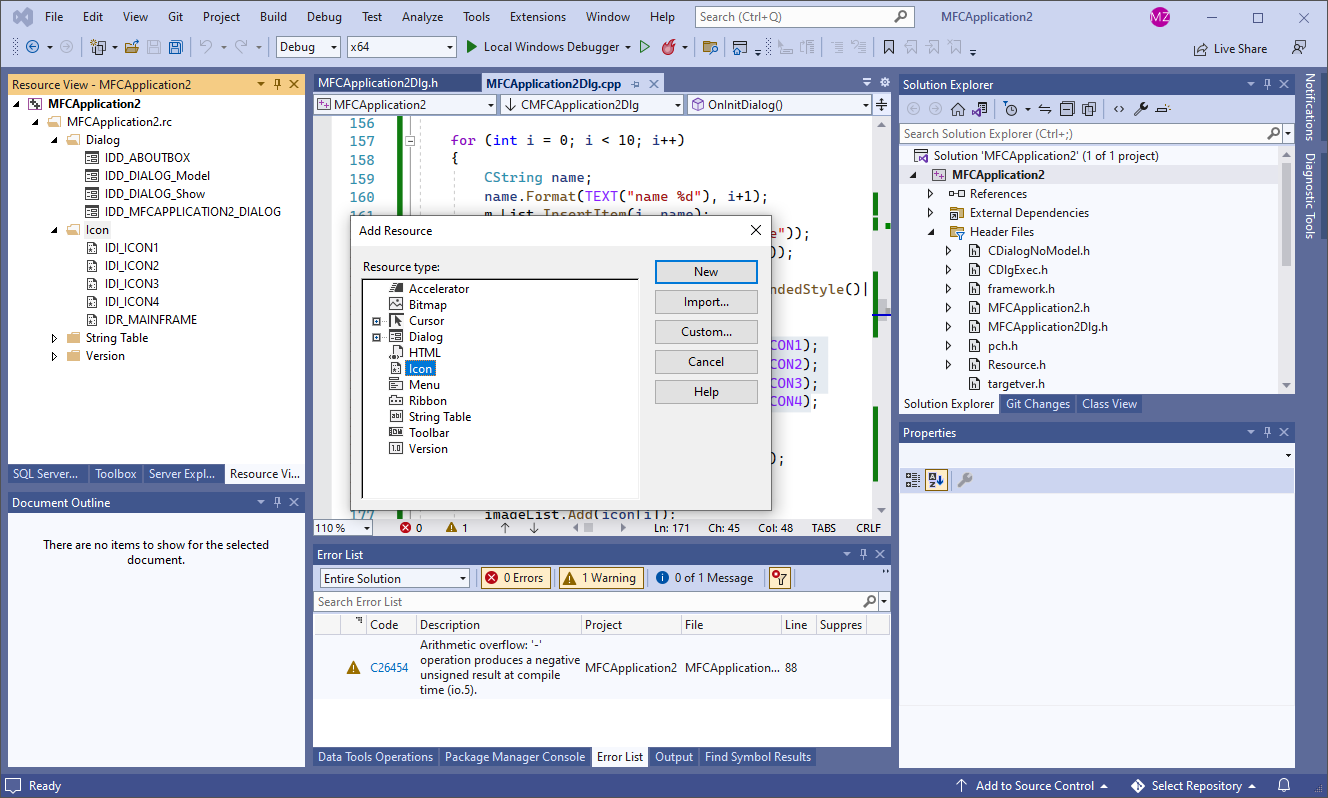 File Edit View Git Project Build Debug Test Analyze Tools Extensions Window Help Search (Ctrl+Q) MFCApplication2 MZ
Debug x64 Local Windows Debugger Live Share
Resource View - MFCApplication2
MFCApplication2
MFCApplication2.rc
Dialog
IDD_ABOUTBOX
IDD_DIALOG_Model
IDD_DIALOG_Show
IDD_MFCAPPLICATION2_DIALOG
Icon
IDI_ICON1
IDI_ICON2
IDI_ICON3
IDI_ICON4
IDR_MAINFRAME
String Table
Version
SQL Server... Toolbox Server Expl... Resource Vi...
Document Outline
There are no items to show for the selected
document.
MFCApplication2Dlg.h MFCApplication2Dlg.cpp
MFCApplication2 CMFCApplication2Dlg OnInitDialog()
156
157 for (int i = 0; i < 10; i++)
158 {
159 CString name;
160 name.Format(TEXT("name %d"), i+1);
161 m_List.InsertItem(i, name);
e"));
));
ndedStyle()|
CON1);
CON2);
CON3);
CON4);
);
177 imageList.Add(icon[i]);
110 % 0 1 Ln: 171 Ch: 45 Col: 48 TABS CRLF
Add Resource
Resource type:
Accelerator
Bitmap
Cursor
Dialog
HTML
Icon
Menu
Ribbon
String Table
Toolbar
Version
New
Import...
Custom...
Cancel
Help
Error List
Entire Solution 0 Errors 1 Warning 0 of 1 Message
Search Error List
Code Description Project File Line Suppres
C26454 Arithmetic overflow: '-'
operation produces a negative
unsigned result at compile
time (io.5). MFCApplication2 MFCApplication... 88
Data Tools Operations Package Manager Console Error List Output Find Symbol Results
Solution Explorer
Search Solution Explorer (Ctrl+;)
Solution 'MFCApplication2' (1 of 1 project)
MFCApplication2
References
External Dependencies
Header Files
CDialogNoModel.h
CDlgExec.h
framework.h
MFCApplication2.h
MFCApplication2Dlg.h
pch.h
Resource.h
targetver.h
Solution Explorer Git Changes Class View
Properties
Notifications
Diagnostic Tools
Ready Add to Source Control Select Repository